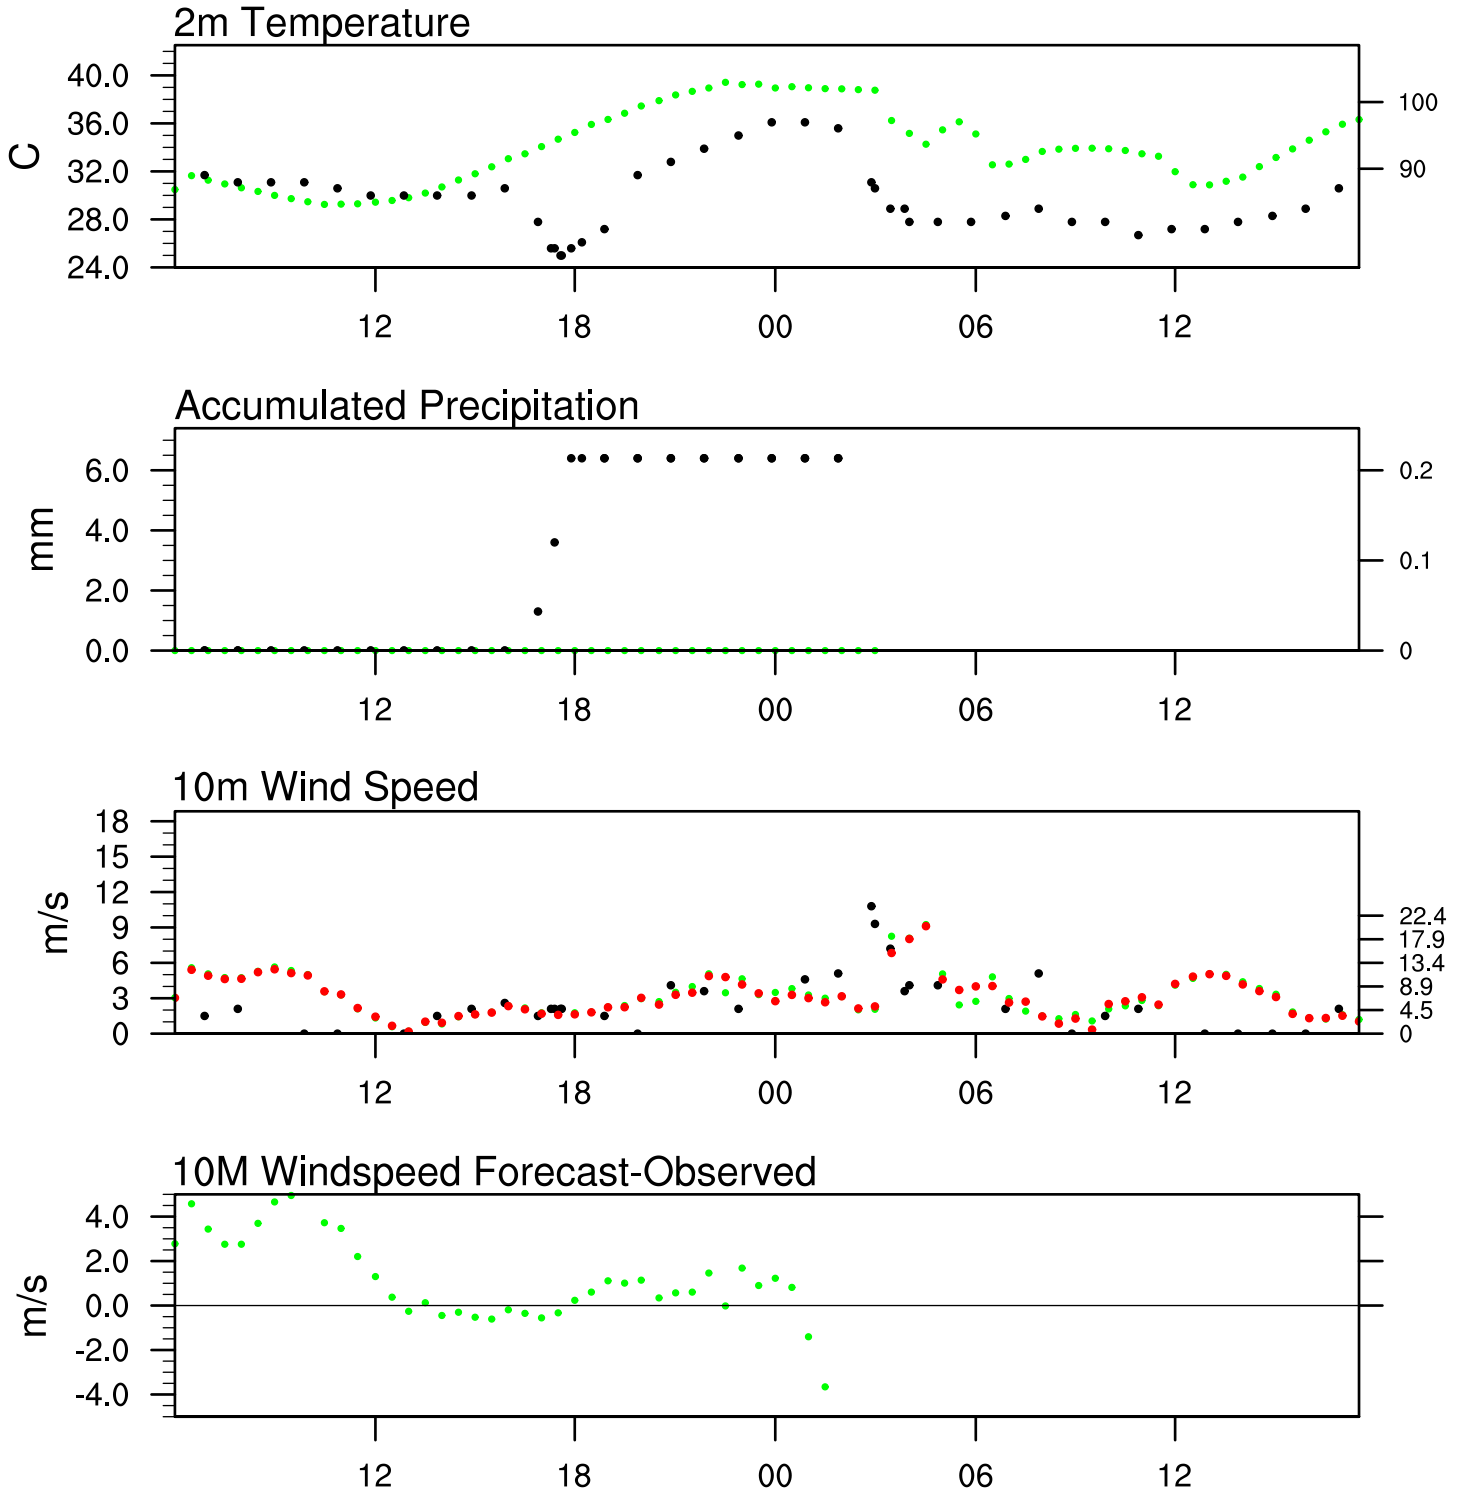 2m Temperature
40.0
36.0
32.0
28.0
24.0
C
100
90
12 18 00 06 12
Accumulated Precipitation
6.0
4.0
2.0
0.0
mm
0.2
0.1
0
12 18 00 06 12
10m Wind Speed
18
15
12
9
6
3
0
m/s
22.4
17.9
13.4
8.9
4.5
0
12 18 00 06 12
10M Windspeed Forecast-Observed
4.0
2.0
0.0
-2.0
-4.0
m/s
12 18 00 06 12